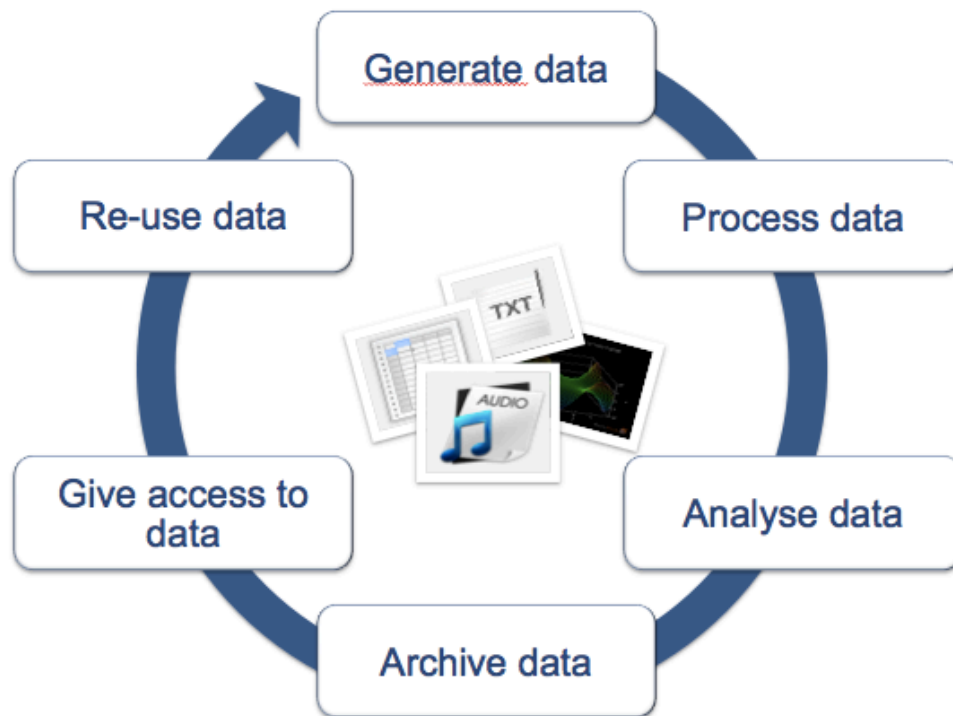 Generate data
Process data
Analyse data
Archive data
Give access to
data
Re-use data
TXT
AUDIO